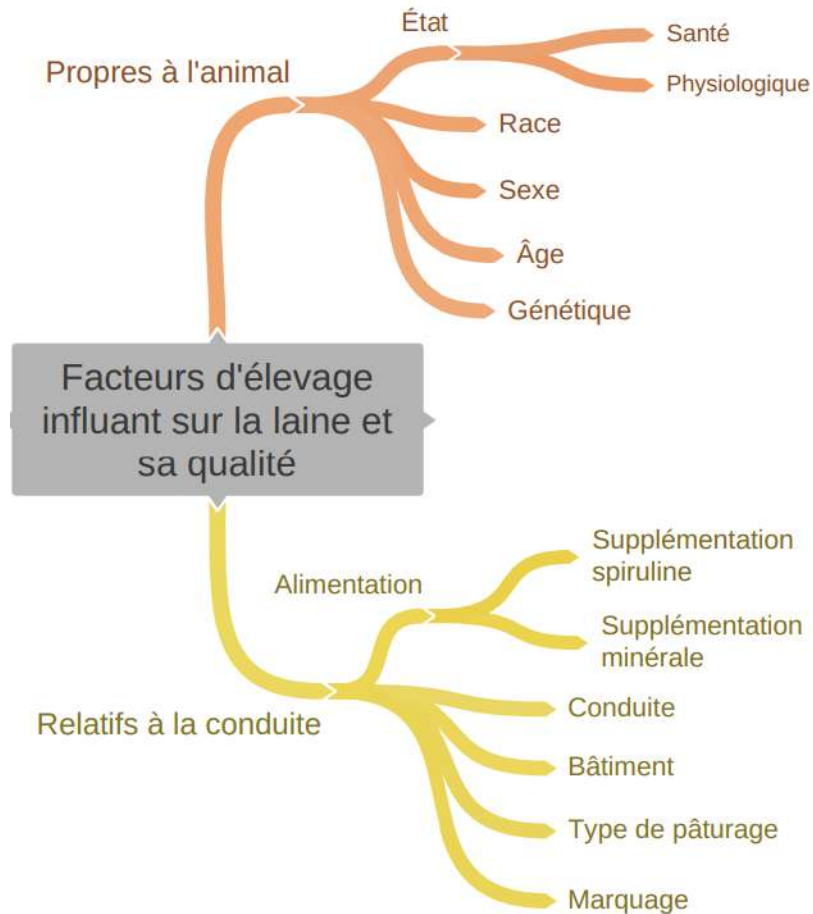 État
Santé
Propres à l'animal
Physiologique
Race
Sexe
Âge
Génétique
Facteurs d'élevage
influant sur la laine et
sa qualité
Supplémentation
spiruline
Alimentation
Supplémentation
minérale
Relatifs à la conduite
Conduite
Bâtiment
Type de pâturage
Marquage